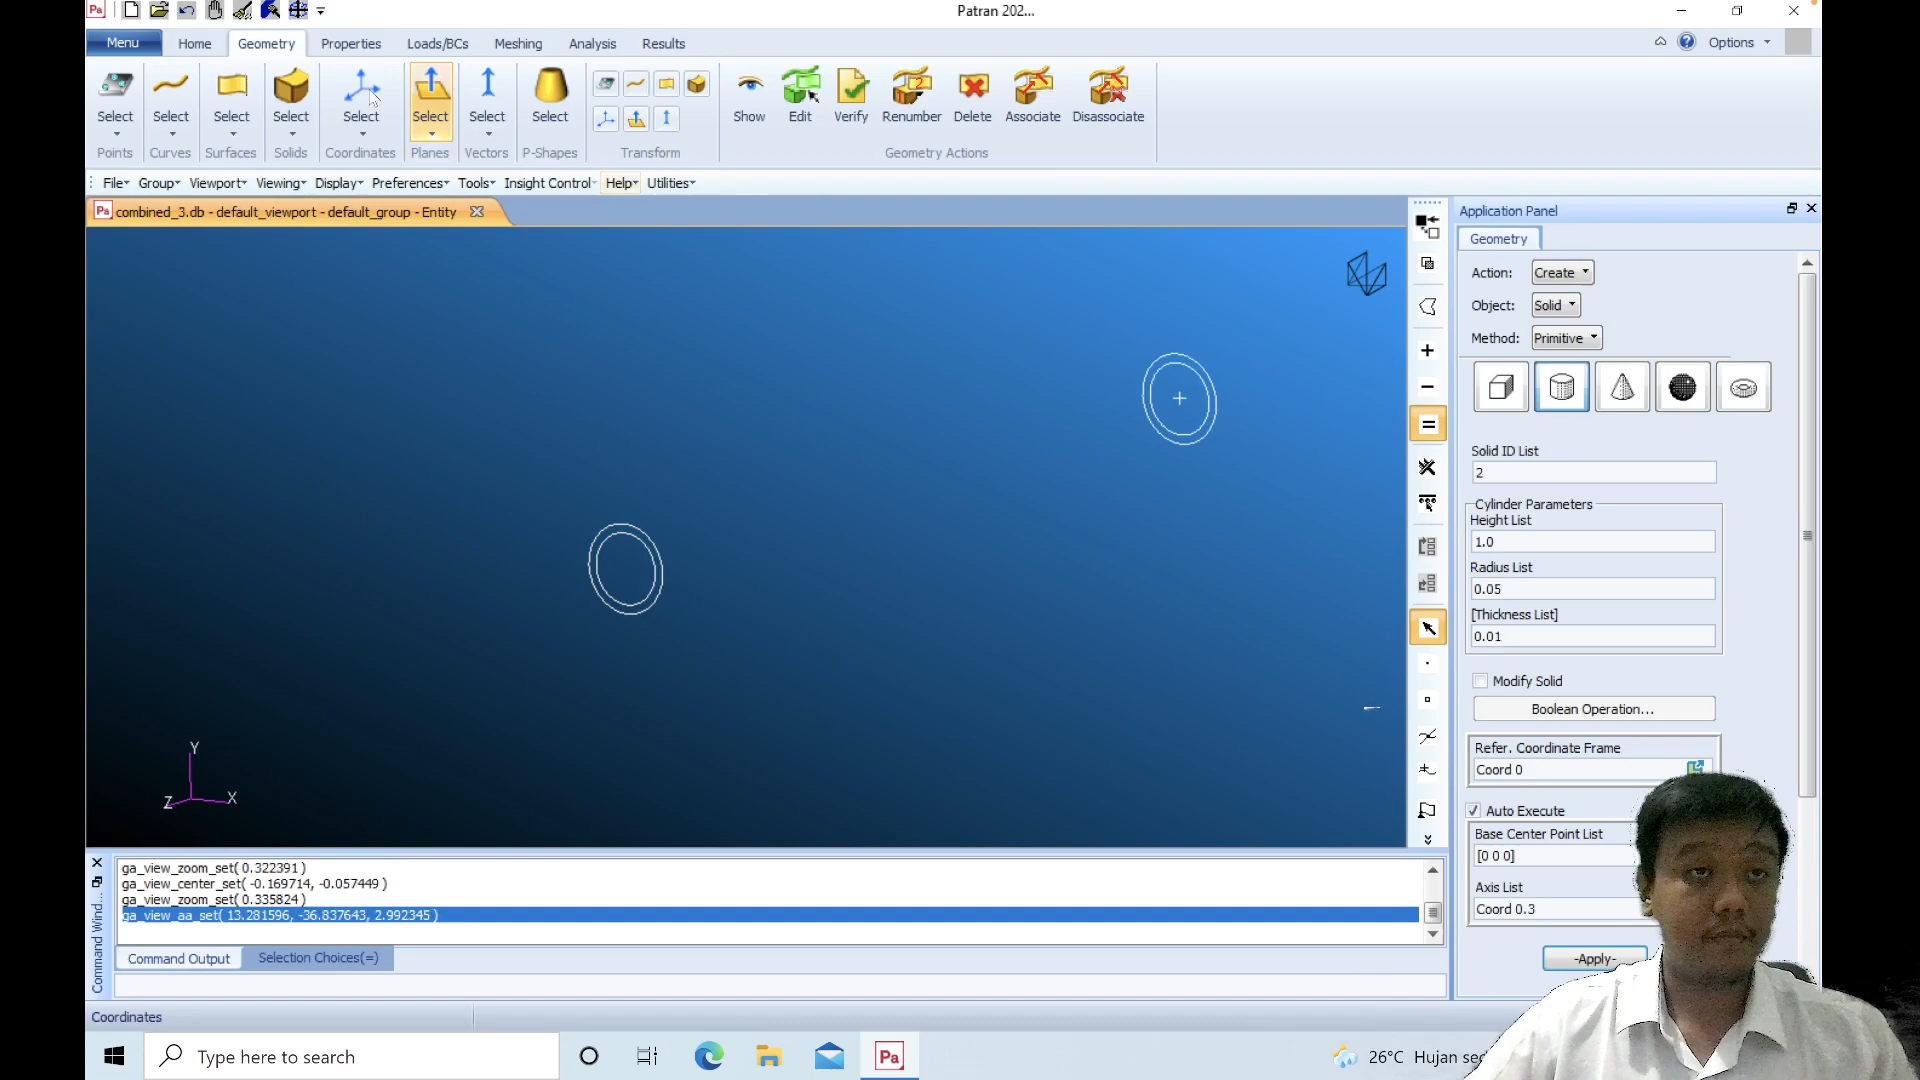 Pa
Patran 202...
Menu Home Geometry Properties Loads/BCs Meshing Analysis Results
Options
Select Select Select Select Select Select Select Select
Show Edit Verify Renumber Delete Associate Disassociate
Points Curves Surfaces Solids Coordinates Planes Vectors P-Shapes Transform Geometry Actions
File Group Viewport Viewing Display Preferences Tools Insight Control Help Utilities
Pa combined_3.db - default_viewport - default_group - Entity
Application Panel
Geometry
Action: Create
Object: Solid
Method: Primitive
Solid ID List
2
Cylinder Parameters
Height List
1.0
Radius List
0.05
[Thickness List]
0.01
Modify Solid
Boolean Operation...
Refer. Coordinate Frame
Coord 0
Auto Execute
Base Center Point List
[0 0 0]
Axis List
Coord 0.3
-Apply-
Y
Z X
Command Wind...
ga_view_zoom_set( 0.322391 )
ga_view_center_set( -0.169714, -0.057449 )
ga_view_zoom_set( 0.335824 )
ga_view_aa_set( 13.281596, -36.837643, 2.992345 )
Command Output Selection Choices(=)
Coordinates
Type here to search
Pa
26°C Hujan